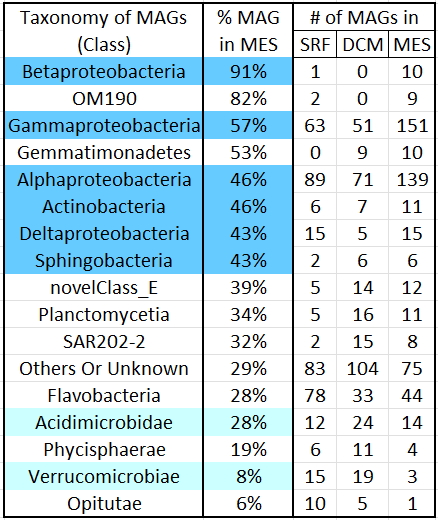 Taxonomy of MAGs (Class) % MAG in MES # of MAGs in
SRF DCM MES
Betaproteobacteria 91% 1 0 10
OM190 82% 2 0 9
Gammaproteobacteria 57% 63 51 151
Gemmatimonadetes 53% 0 9 10
Alphaproteobacteria 46% 89 71 139
Actinobacteria 46% 6 7 11
Deltaproteobacteria 43% 15 5 15
Sphingobacteria 43% 2 6 6
novelClass_E 39% 5 14 12
Planctomycetia 34% 5 16 11
SAR202-2 32% 2 15 8
Others Or Unknown 29% 83 104 75
Flavobacteria 28% 78 33 44
Acidimicrobidae 28% 12 24 14
Phycisphaerae 19% 6 11 4
Verrucomicrobiae 8% 15 19 3
Opitutae 6% 10 5 1